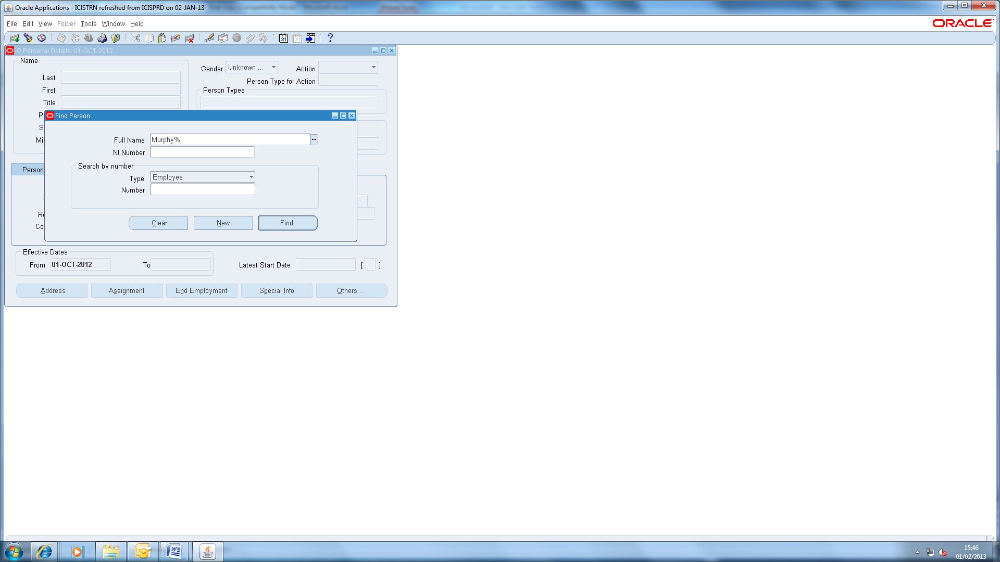 Oracle Applications - ICISTRN refreshed from ICISPRD on 02-JAN-13
File Edit View Folder Tools Window Help
ORACLE
IC Personal Details: 01-OCT-2012
Name
Gender Unknown ... Action
Last
Person Type for Action
First
Person Types
Title
Find Person
Full Name Murphy%
NI Number
Search by number
Person
Type Employee
Number
Re
Clear New Find
Co
Effective Dates
From 01-OCT-2012 To Latest Start Date [ ]
Address Assignment End Employment Special Info Others...
15:46
01/02/2013